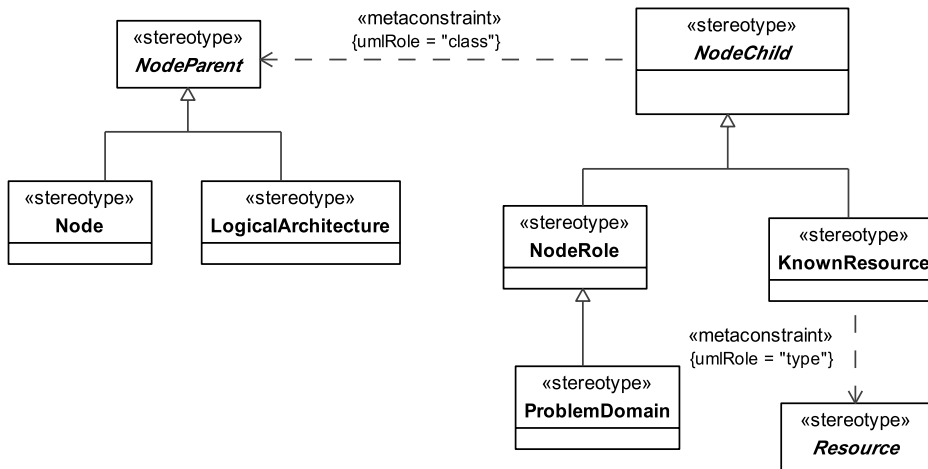 «metaconstraint»
{umlRole = "class"}
«stereotype»
NodeParent
«stereotype»
NodeChild
«stereotype»
Node
«stereotype»
LogicalArchitecture
«stereotype»
NodeRole
«stereotype»
KnownResource
«metaconstraint»
{umlRole = "type"}
«stereotype»
ProblemDomain
«stereotype»
Resource